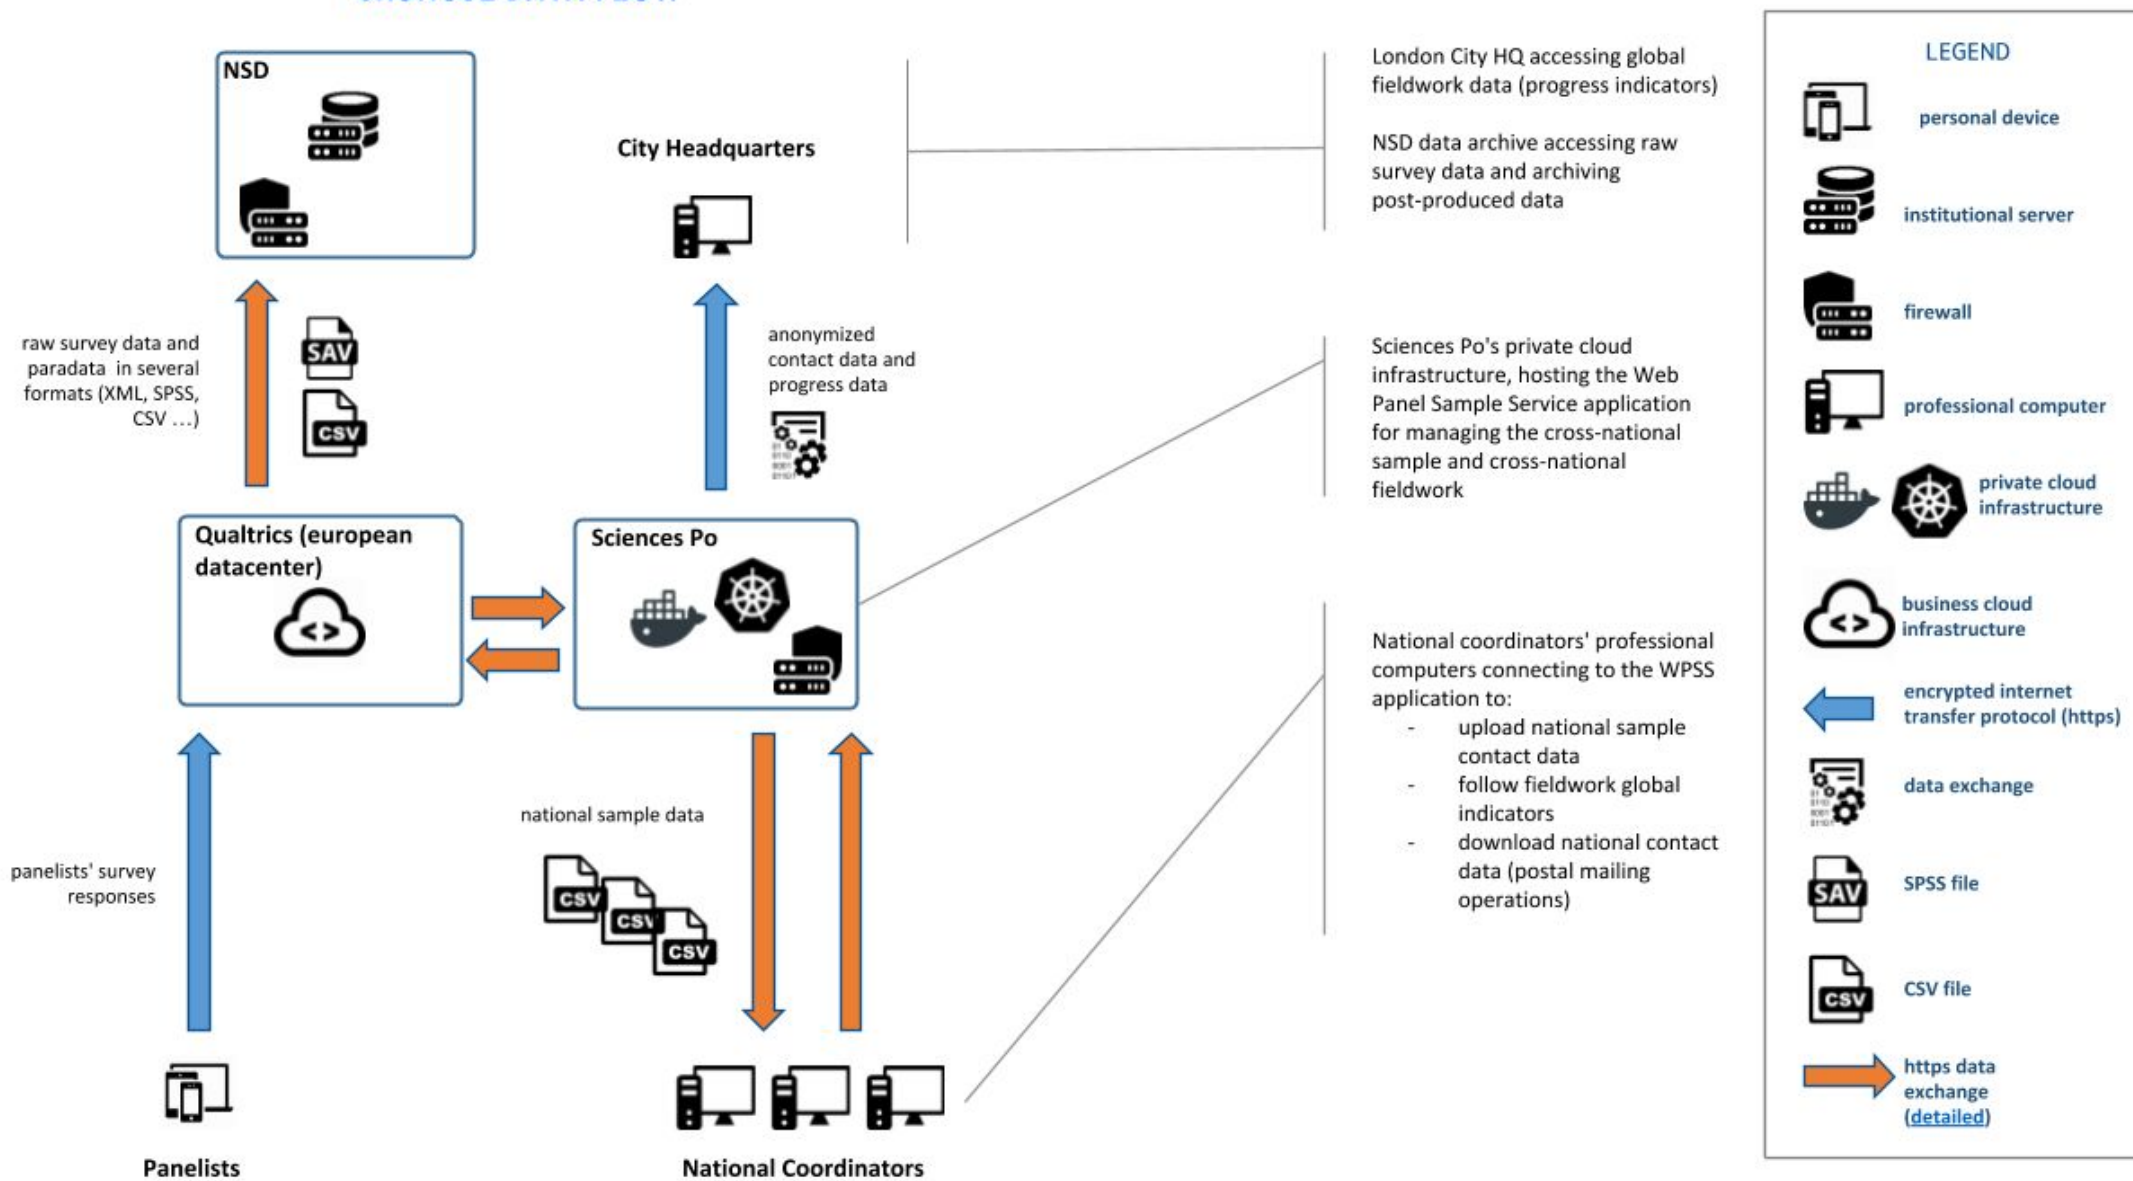 NSD
City Headquarters
London City HQ accessing global
fieldwork data (progress indicators)
NSD data archive accessing raw
survey data and archiving
post-produced data
raw survey data and
paradata in several
formats (XML, SPSS,
CSV ...)
SAV
CSV
anonymized
contact data and
progress data
Sciences Po's private cloud
infrastructure, hosting the Web
Panel Sample Service application
for managing the cross-national
sample and cross-national
fieldwork
Qualtrics (european
datacenter)
Sciences Po
National coordinators' professional
computers connecting to the WPSS
application to:
- upload national sample
contact data
- follow fieldwork global
indicators
- download national contact
data (postal mailing
operations)
national sample data
CSV
CSV
CSV
panelists' survey
responses
Panelists
National Coordinators
LEGEND
personal device
institutional server
firewall
professional computer
private cloud
infrastructure
business cloud
infrastructure
encrypted internet
transfer protocol (https)
data exchange
SAV
SPSS file
CSV
CSV file
https data
exchange
(detailed)